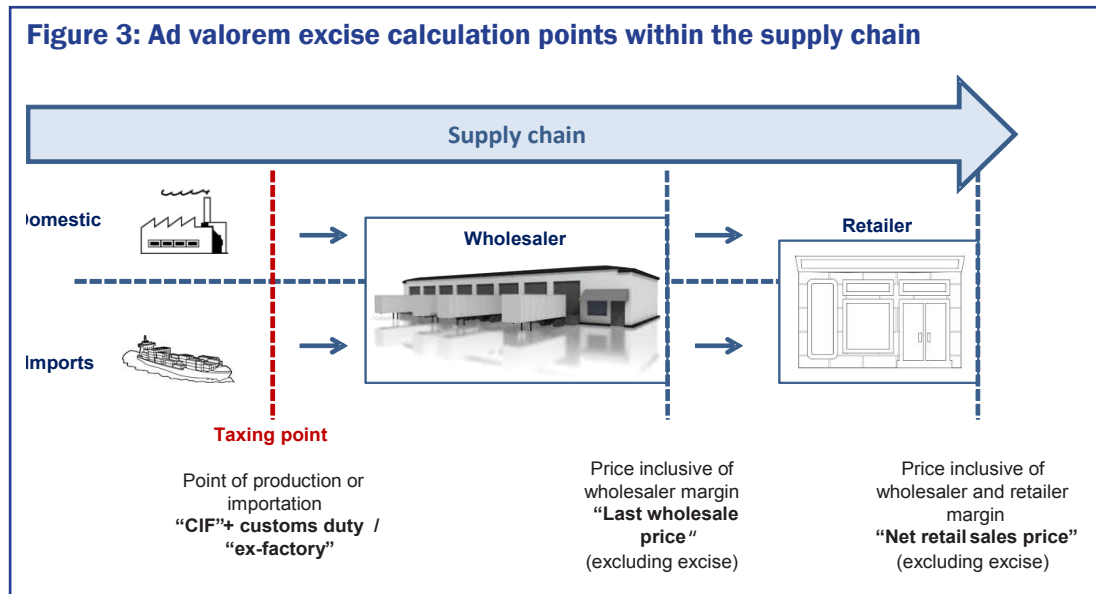 Figure 3: Ad valorem excise calculation points within the supply chain
Supply chain
Domestic
Wholesaler
Retailer
Imports
Taxing point
Point of production or
importation
“CIF”+ customs duty /
“ex-factory”
Price inclusive of
wholesaler margin
“Last wholesale
price“
(excluding excise)
Price inclusive of
wholesaler and retailer
margin
“Net retail sales price”
(excluding excise)